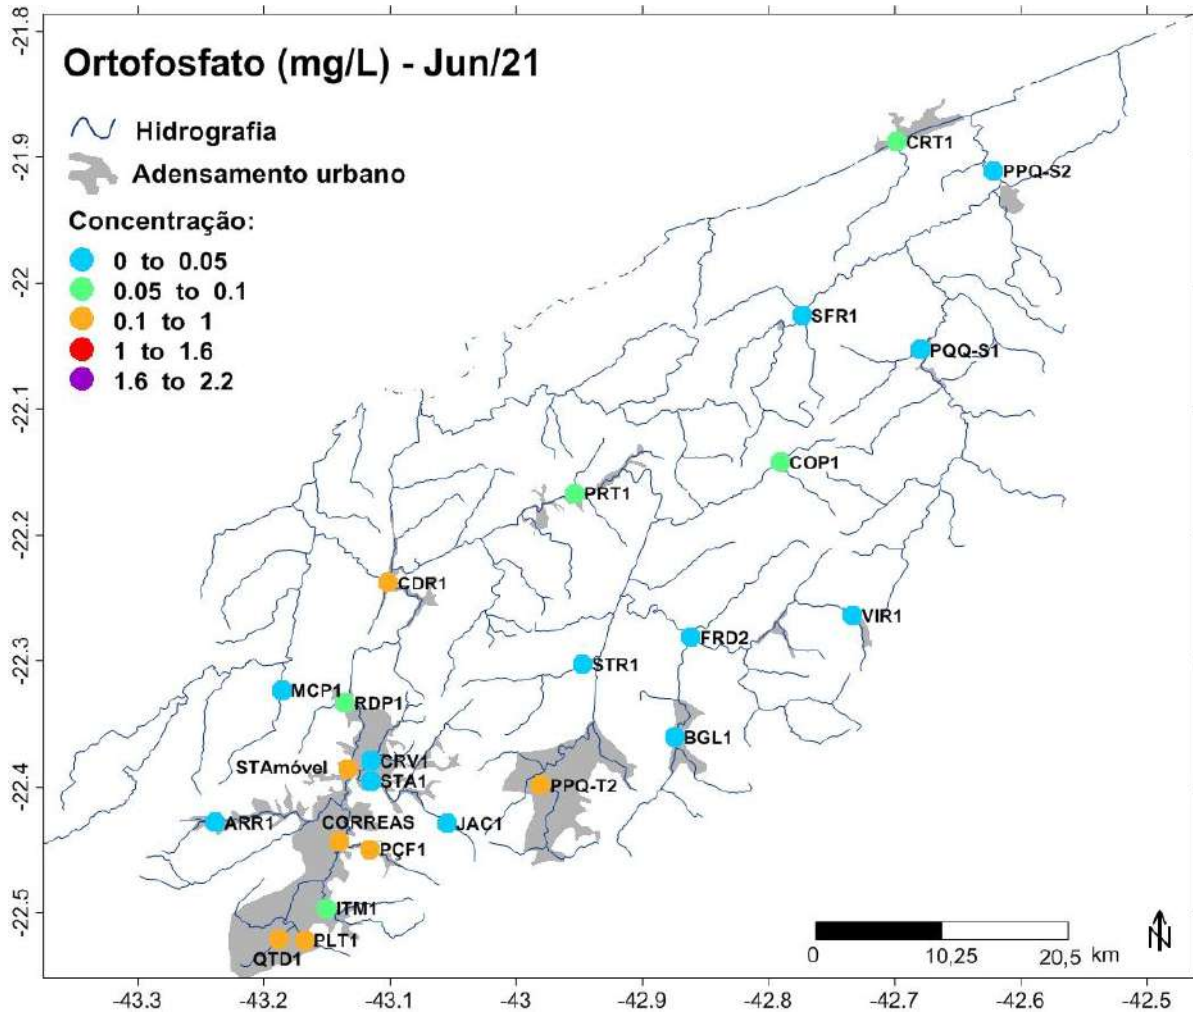 Ortofosfato (mg/L) - Jun/21
Hidrografia
Adensamento urbano
Concentração:
0 to 0.05
0.05 to 0.1
0.1 to 1
1 to 1.6
1.6 to 2.2
-21.8
-21.9
-22
-22.1
-22.2
-22.3
-22.4
-22.5
CRT1
PPQ-S2
SFR1
PQQ-S1
COP1
PRT1
CDR1
VIR1
FRD2
STR1
MCP1
RDP1
BGL1
CRV1
STAmóvel
STA1
PPQ-T2
ARR1
CORREAS
JAC1
PÇF1
ITM1
PLT1
QTD1
N
0 10,25 20,5 km
-43.3 -43.2 -43.1 -43 -42.9 -42.8 -42.7 -42.6 -42.5